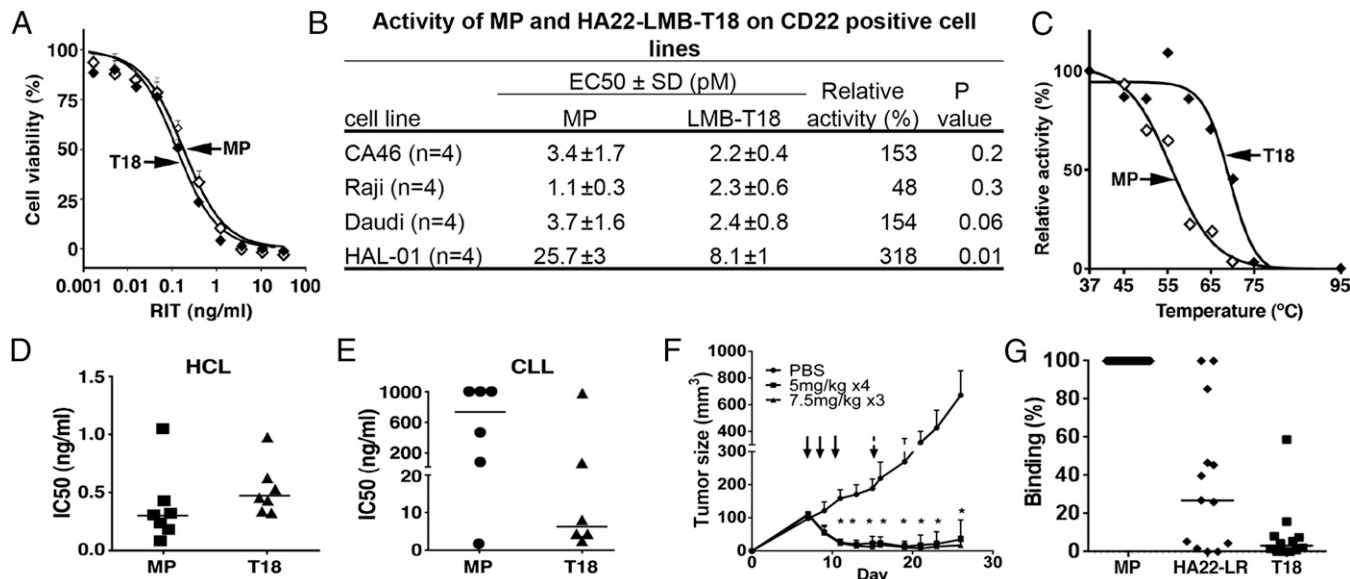 A
Cell viability (%)
100
75
50
25
0
T18
MP
0.001 0.01 0.1 1 10 100
RIT (ng/ml)
B
Activity of MP and HA22-LMB-T18 on CD22 positive cell
lines
EC50 ± SD (pM) Relative P
cell line MP LMB-T18 activity (%) value
CA46 (n=4) 3.4±1.7 2.2±0.4 153 0.2
Raji (n=4) 1.1±0.3 2.3±0.6 48 0.3
Daudi (n=4) 3.7±1.6 2.4±0.8 154 0.06
HAL-01 (n=4) 25.7±3 8.1±1 318 0.01
C
Relative activity (%)
100
50
0
T18
MP
37 45 55 65 75 95
Temperature (ºC)
D
HCL
IC50 (ng/ml)
1.5
1.0
0.5
0.0
MP T18
E
CLL
IC50 (ng/ml)
1000
600
200
20
10
0
MP T18
F
Tumor size (mm³)
1000
800
600
400
200
100
0
PBS
5mg/kg x4
7.5mg/kg x3
* * * * * * * *
0 10 20 30
Day
G
Binding (%)
100
80
60
40
20
0
MP HA22-LR T18